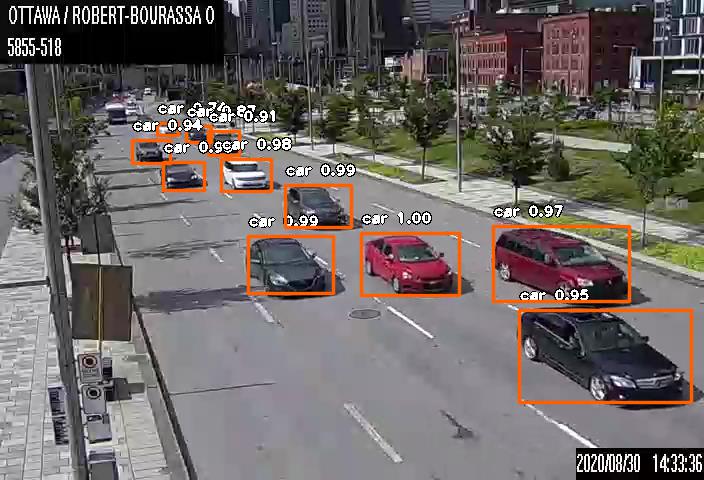 OTTAWA / ROBERT-BOURASSA O
5855-518
car 0.91
car 0.94
car 0.98
car 0.99
car 0.99
car 1.00
car 0.97
car 0.95
2020/08/30 14:33:36